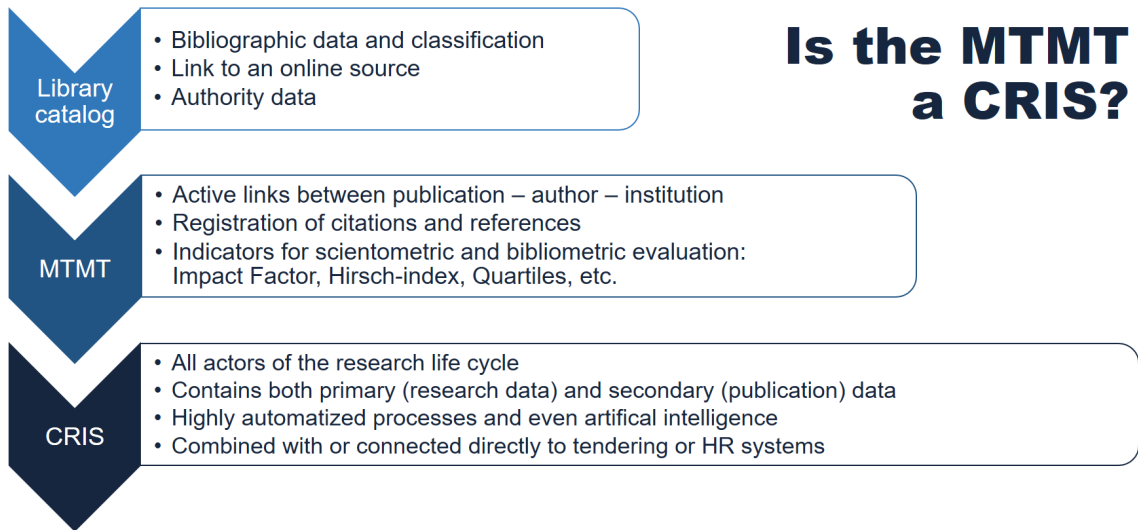 Is the MTMT
a CRIS?
Library
catalog
• Bibliographic data and classification
• Link to an online source
• Authority data
MTMT
• Active links between publication – author – institution
• Registration of citations and references
• Indicators for scientometric and bibliometric evaluation:
Impact Factor, Hirsch-index, Quartiles, etc.
CRIS
• All actors of the research life cycle
• Contains both primary (research data) and secondary (publication) data
• Highly automatized processes and even artifical intelligence
• Combined with or connected directly to tendering or HR systems